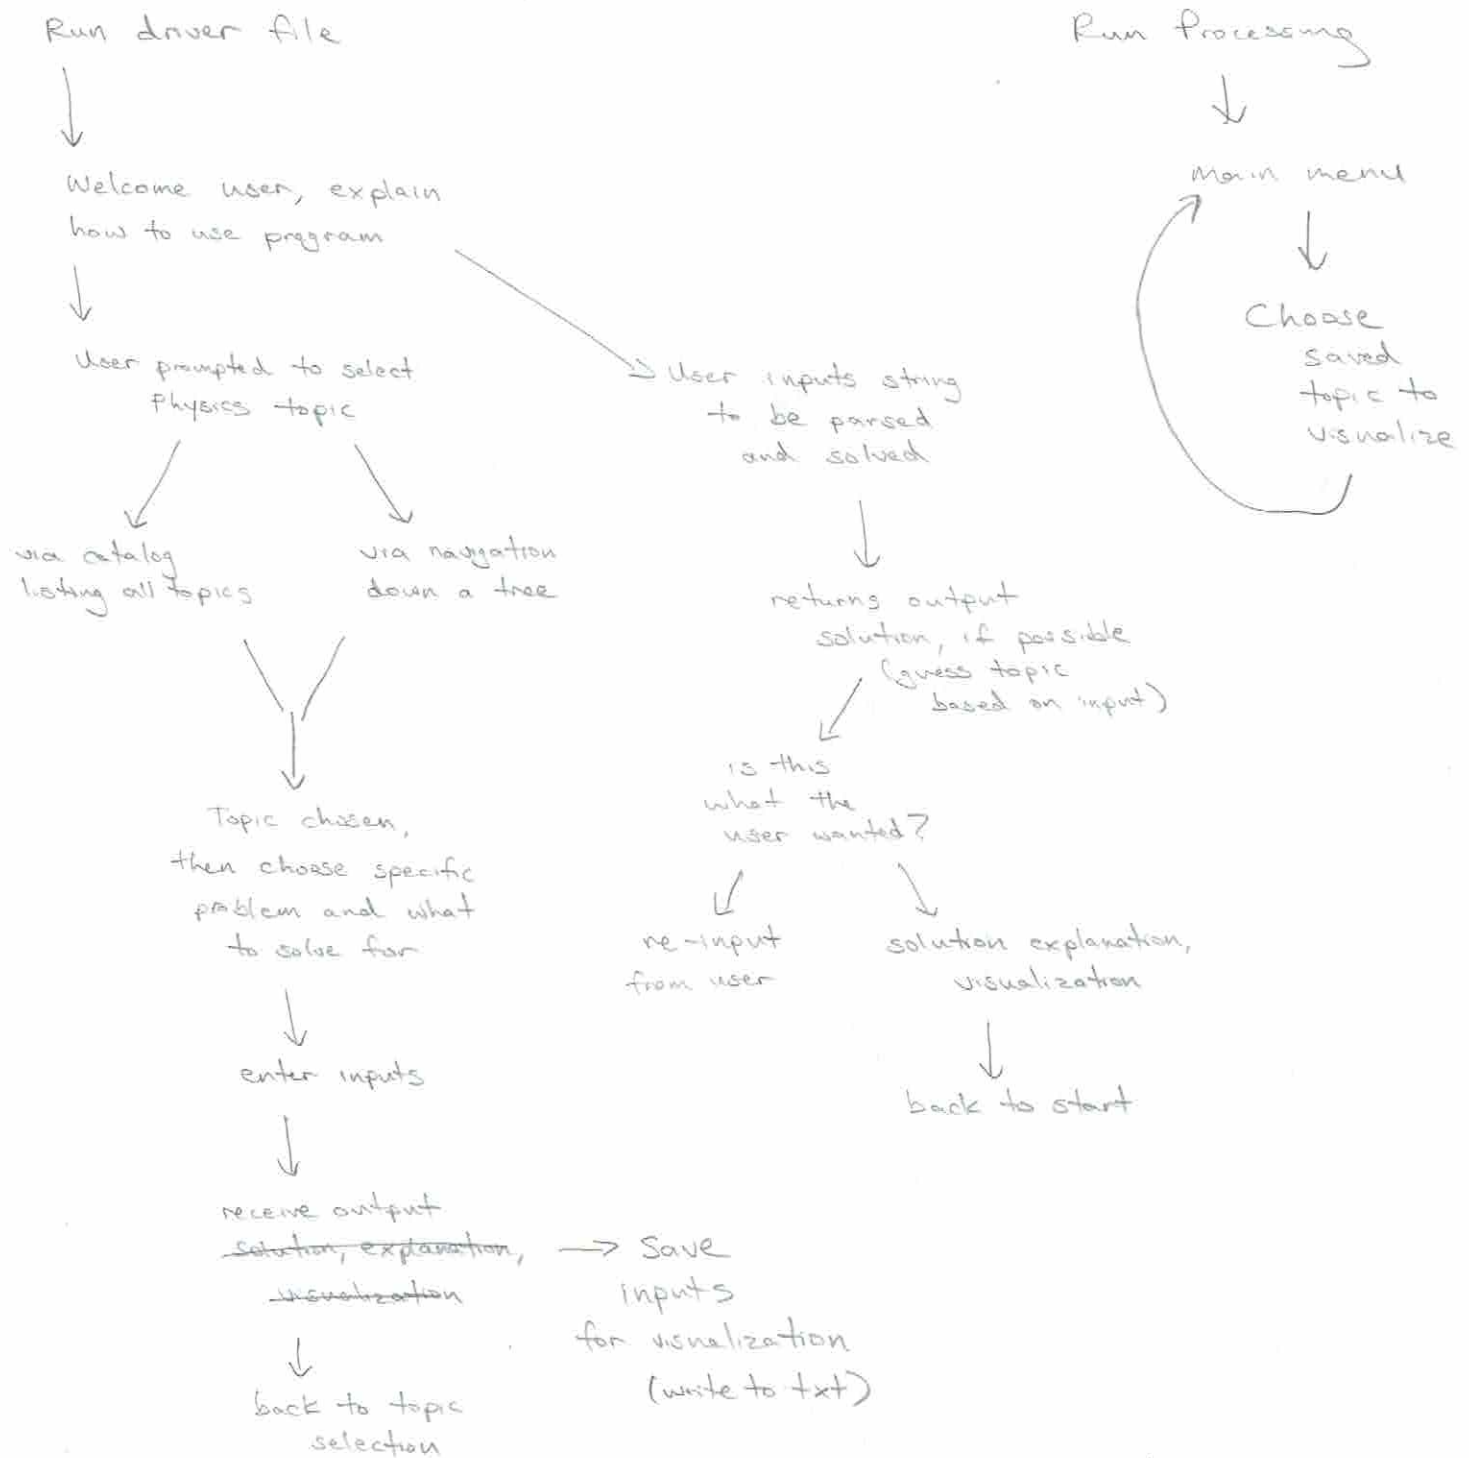 Run driver file
Run Processing
Welcome user, explain
how to use program
main menu
Choose
saved
topic to
visualize
User prompted to select
Physics topic
User inputs string
to be parsed
and solved
via catalog
listing all topics
via navigation
down a tree
returns output
solution, if possible
(guess topic
based on input)
is this
what the
user wanted?
Topic chosen,
then choose specific
problem and what
to solve for
re-input
from user
solution explanation,
visualization
enter inputs
back to start
receive output
solution, explanation,
visualization
Save
inputs
for visualization
(write to txt)
back to topic
selection